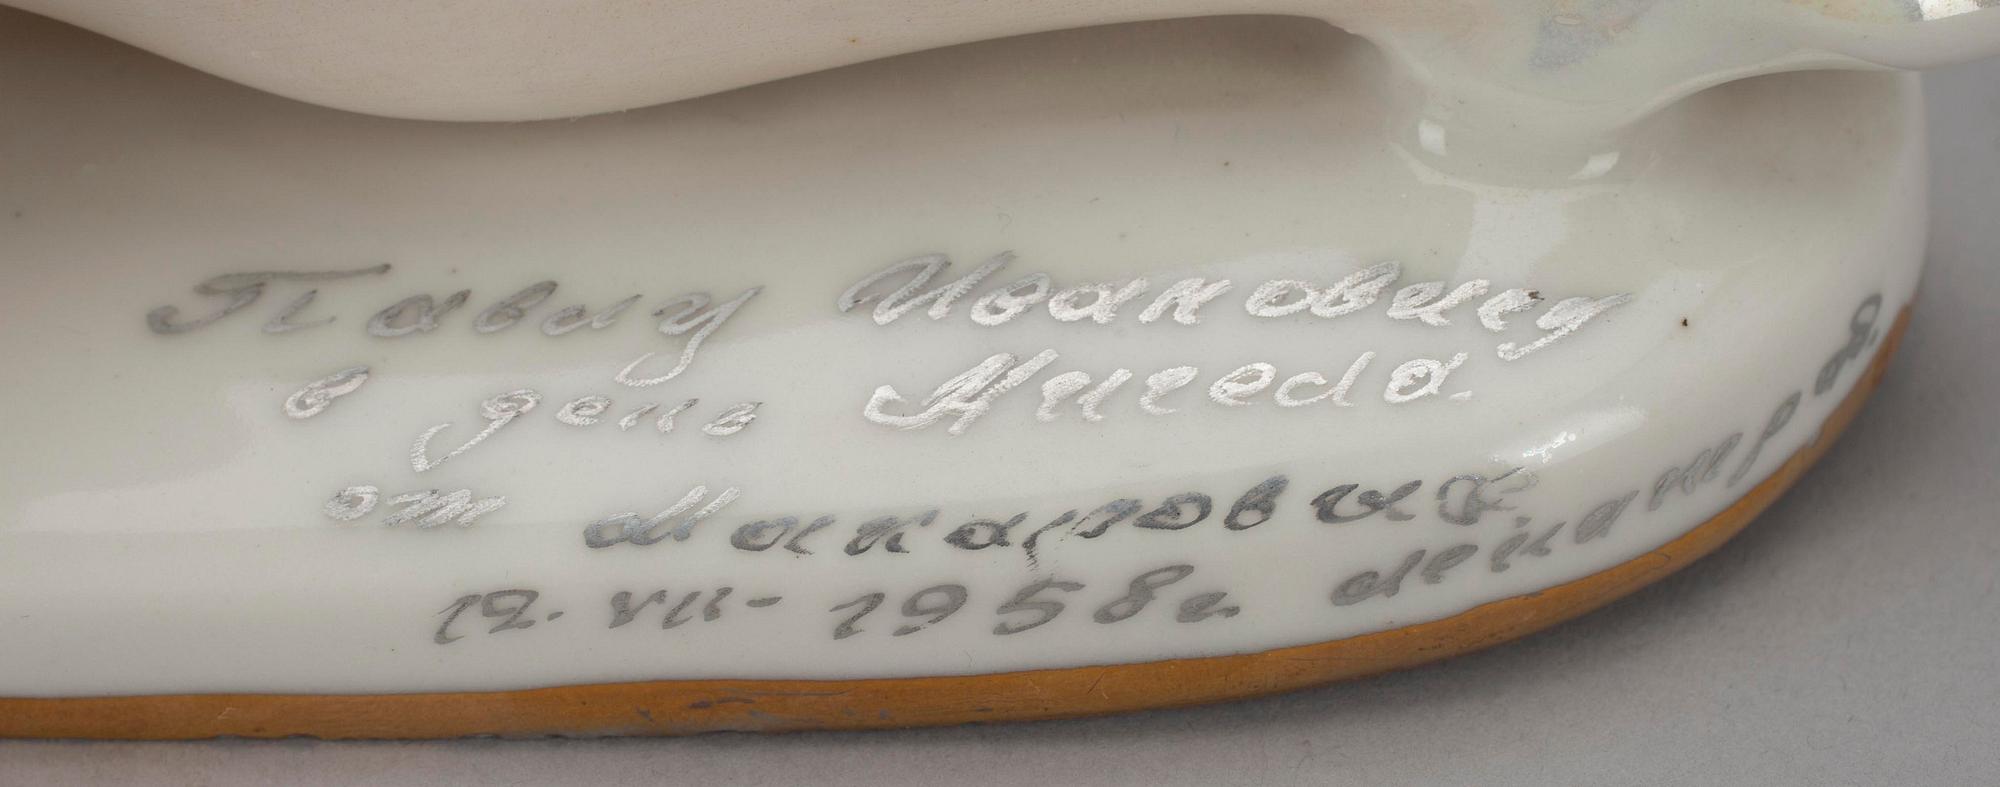 Павлу Ивановичу
в день Ангела.
от Макаровых
12. VII - 1958г Ленинград